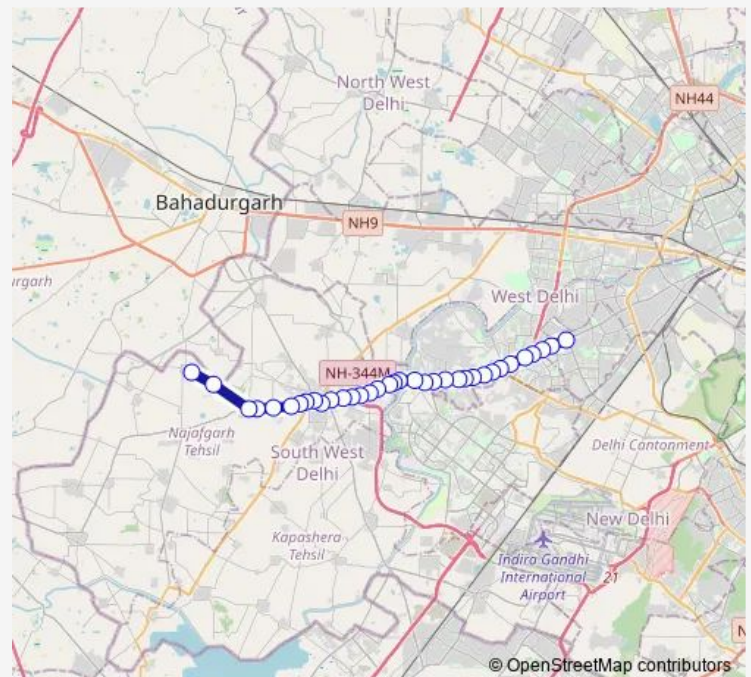 North West
Delhi
NH44
Bahadurgarh
NH9
urgarh
West Delhi
NH-344M
Najafgarh
Tehsil
South West
Delhi
Delhi Cantonment
New Delhi
Kapashera
Tehsil
Indira Gandhi
International
Airport
21
N
© OpenStreetMap contributors